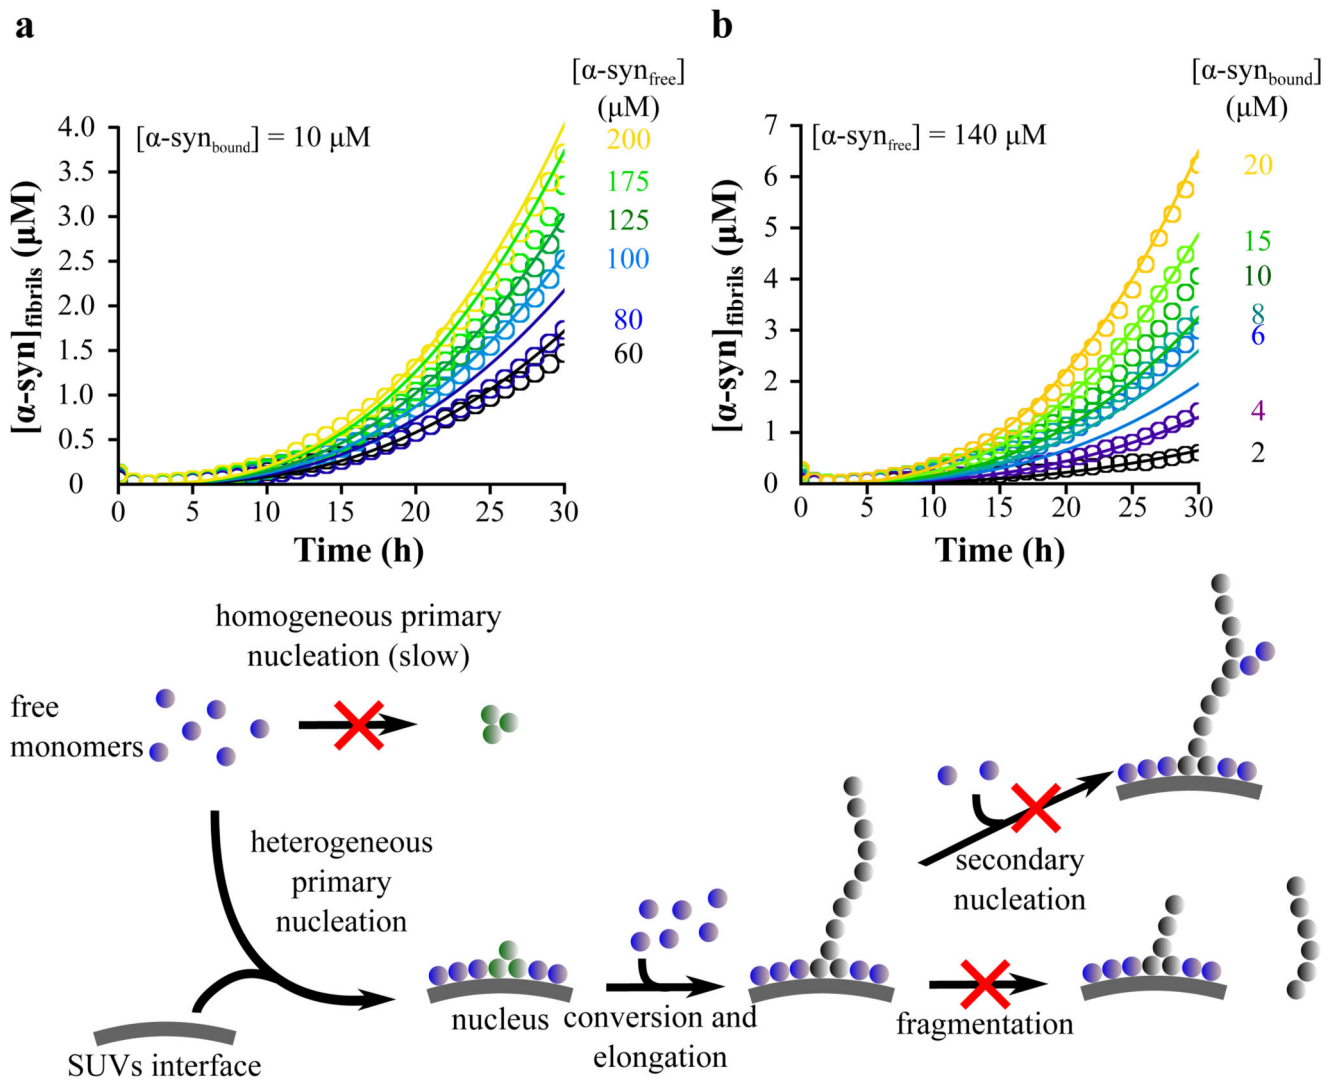 a
[α-syn_free]
(μM)
[α-syn_bound] = 10 μM
4.0
3.5
3.0
2.5
2.0
1.5
1.0
0.5
0
[α-syn]_fibrils (μM)
200
175
125
100
80
60
0 5 10 15 20 25 30
Time (h)
b
[α-syn_bound]
(μM)
[α-syn_free] = 140 μM
7
6
5
4
3
2
1
0
[α-syn]_fibrils (μM)
20
15
10
8
6
4
2
0 5 10 15 20 25 30
Time (h)
homogeneous primary
nucleation (slow)
free
monomers
heterogeneous
primary
nucleation
SUVs interface
nucleus
conversion and
elongation
secondary
nucleation
fragmentation